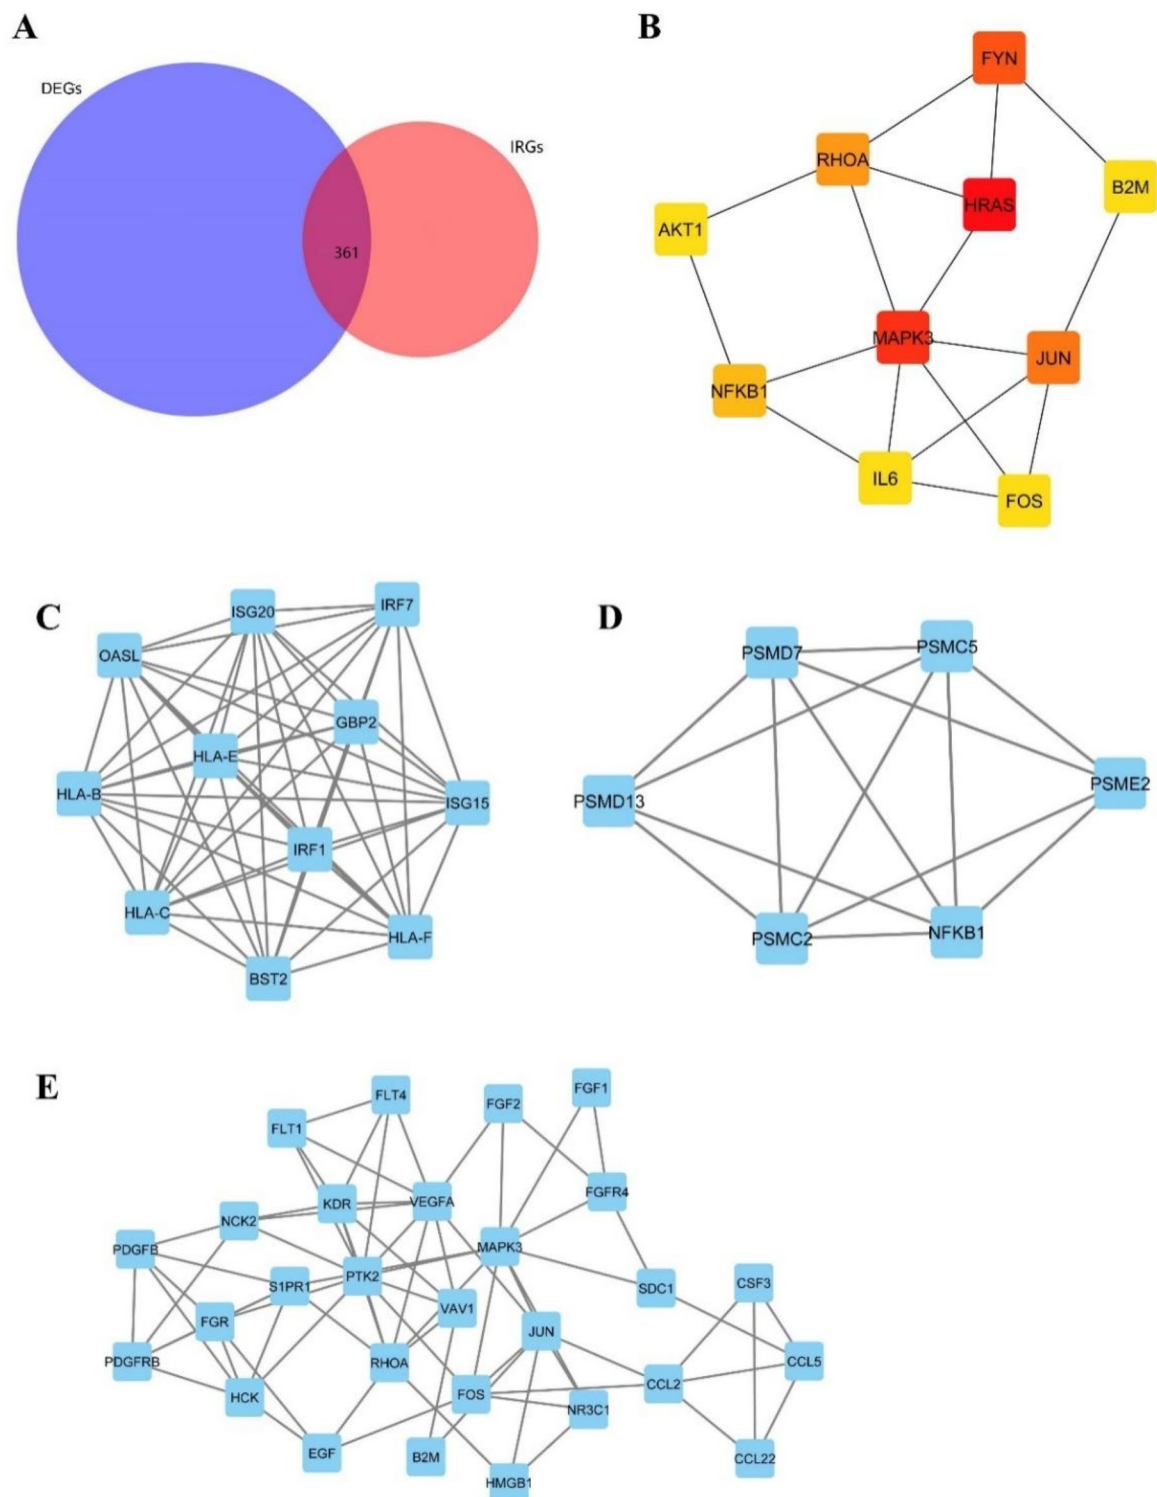 A
DEGs
IRGs
361
B
FYN
RHOA
B2M
HRAS
AKT1
MAPK3
JUN
NFKB1
IL6
FOS
C
ISG20
IRF7
OASL
GBP2
HLA-E
HLA-B
ISG15
IRF1
HLA-C
HLA-F
BST2
D
PSMD7
PSMC5
PSME2
PSMD13
PSMC2
NFKB1
E
FLT4
FGF2
FGF1
FLT1
KDR
VEGFA
FGFR4
NCK2
PDGFB
MAPK3
S1PR1
PTK2
SDC1
CSF3
VAV1
FGR
JUN
PDGFRB
RHOA
CCL5
HCK
FOS
CCL2
NR3C1
EGF
B2M
CCL22
HMGB1